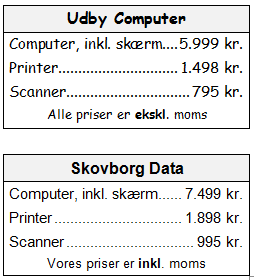 Udby Computer
Computer, inkl. skærm....5.999 kr.
Printer..............................1.498 kr.
Scanner...............................795 kr.
Alle priser er ekskl. moms
Skovborg Data
Computer, inkl. skærm...... 7.499 kr.
Printer ................................ 1.898 kr.
Scanner ................................ 995 kr.
Vores priser er inkl. moms